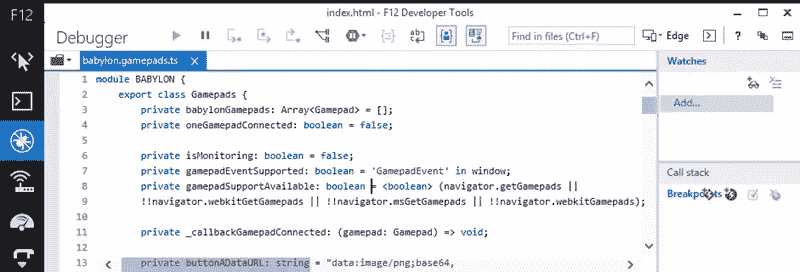 F12
index.html - F12 Developer Tools
Debugger
Find in files (Ctrl+F)
Edge
?
babylon.gamepads.ts
1 module BABYLON {
2 export class Gamepads {
3 private babylonGamepads: Array<Gamepad> = [];
4 private oneGamepadConnected: boolean = false;
5
6 private isMonitoring: boolean = false;
7 private gamepadEventSupported: boolean = 'GamepadEvent' in window;
8 private gamepadSupportAvailable: boolean = <boolean> (navigator.getGamepads ||
9 !!navigator.webkitGetGamepads || !!navigator.msGetGamepads || !!navigator.webkitGamepads);
10
11 private _callbackGamepadConnected: (gamepad: Gamepad) => void;
12
13 private buttonADataURL: string = "data:image/png;base64,
Watches
Add...
Call stack
Breakpoints